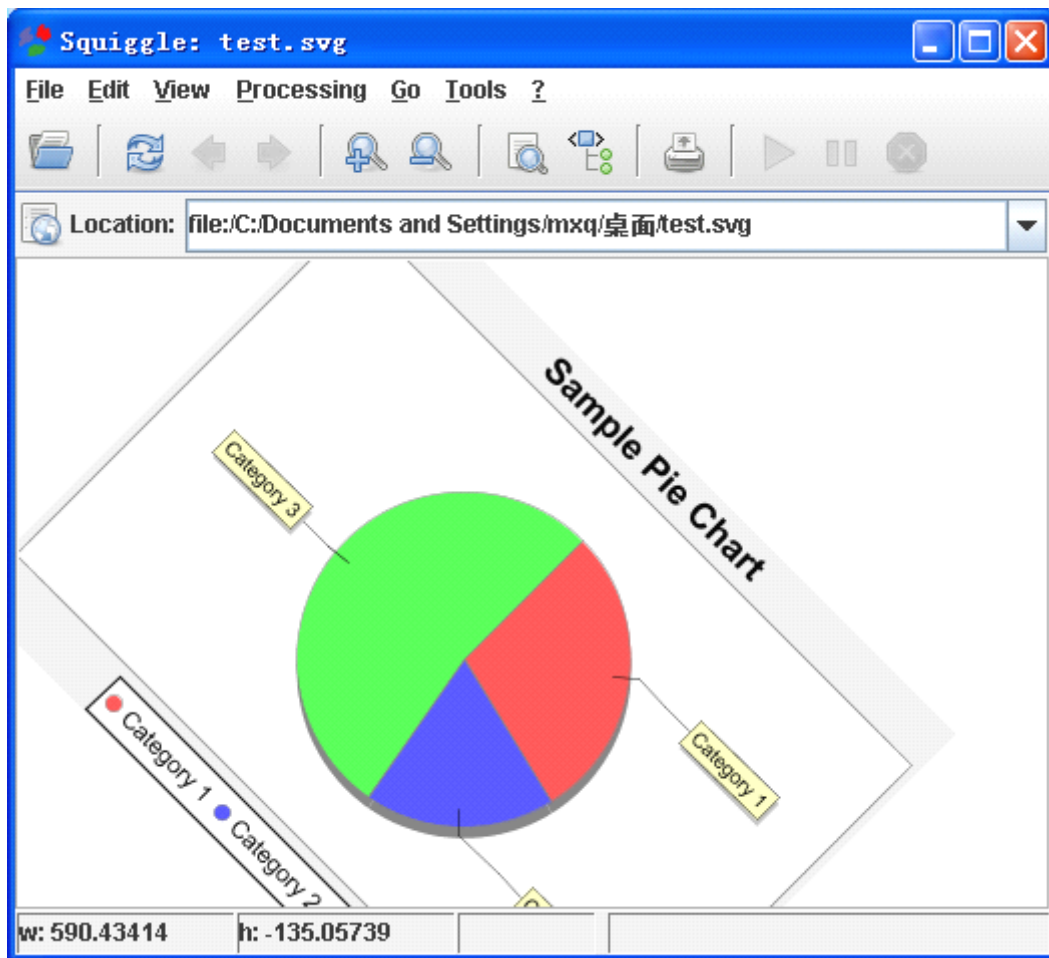 Squiggle: test.svg
File Edit View Processing Go Tools ?
Location: file:/C:/Documents and Settings/mxq/桌面/test.svg
Sample Pie Chart
Category 3
Category 1
Category 1 Category 2
w: 590.43414 h: -135.05739